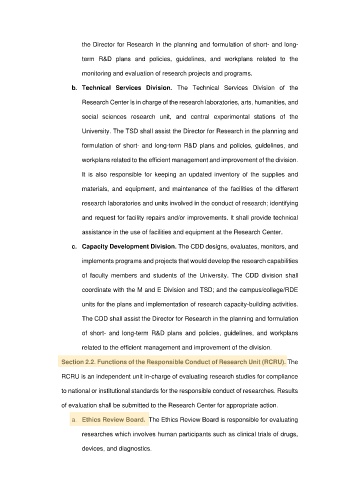 the Director for Research in the planning and formulation of short- and long-
term R&D plans and policies, guidelines, and workplans related to the
monitoring and evaluation of research projects and programs.
b. Technical Services Division. The Technical Services Division of the
Research Center is in charge of the research laboratories, arts, humanities, and
social sciences research unit, and central experimental stations of the
University. The TSD shall assist the Director for Research in the planning and
formulation of short- and long-term R&D plans and policies, guidelines, and
workplans related to the efficient management and improvement of the division.
It is also responsible for keeping an updated inventory of the supplies and
materials, and equipment, and maintenance of the facilities of the different
research laboratories and units involved in the conduct of research; identifying
and request for facility repairs and/or improvements. It shall provide technical
assistance in the use of facilities and equipment at the Research Center.
c. Capacity Development Division. The CDD designs, evaluates, monitors, and
implements programs and projects that would develop the research capabilities
of faculty members and students of the University. The CDD division shall
coordinate with the M and E Division and TSD; and the campus/college/RDE
units for the plans and implementation of research capacity-building activities.
The CDD shall assist the Director for Research in the planning and formulation
of short- and long-term R&D plans and policies, guidelines, and workplans
related to the efficient management and improvement of the division.
Section 2.2. Functions of the Responsible Conduct of Research Unit (RCRU). The
RCRU is an independent unit in-charge of evaluating research studies for compliance
to national or institutional standards for the responsible conduct of researches. Results
of evaluation shall be submitted to the Research Center for appropriate action.
a. Ethics Review Board. The Ethics Review Board is responsible for evaluating
researches which involves human participants such as clinical trials of drugs,
devices, and diagnostics.